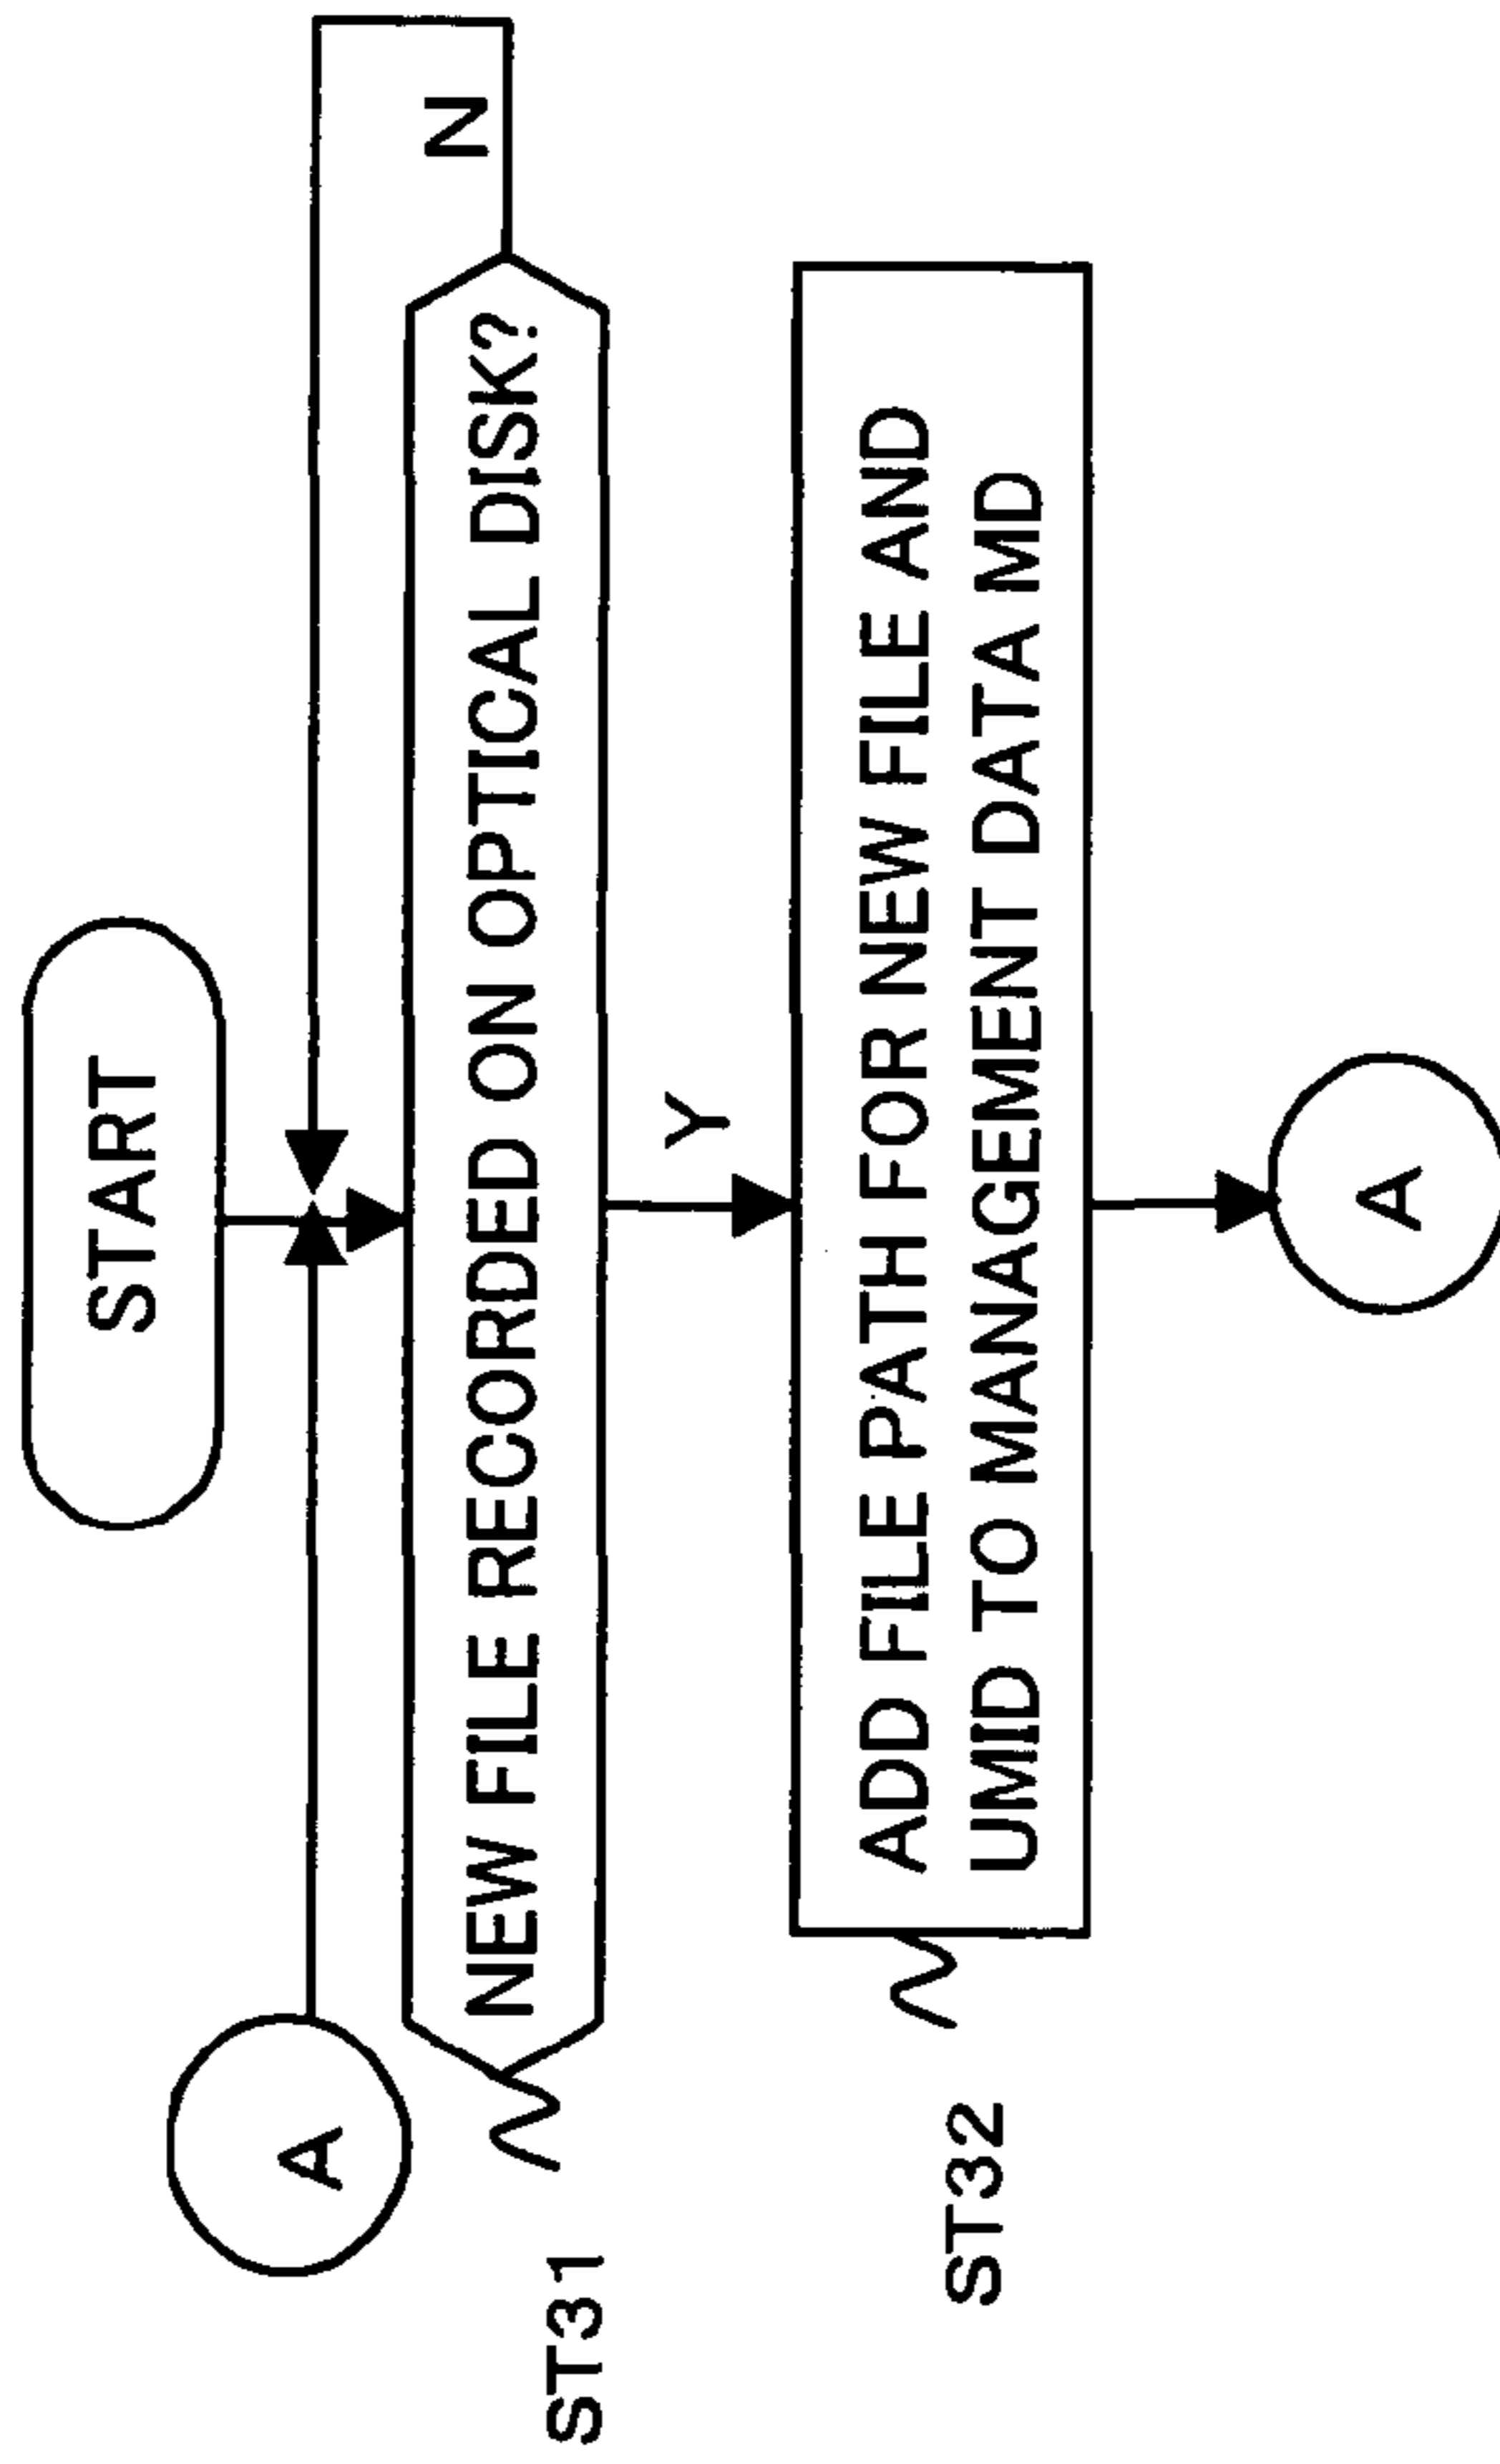 START
A
N
ST31
NEW FILE RECORDED ON OPTICAL DISK?
Y
ST32
ADD FILE PATH FOR NEW FILE AND
UMID TO MANAGEMENT DATA MD
A